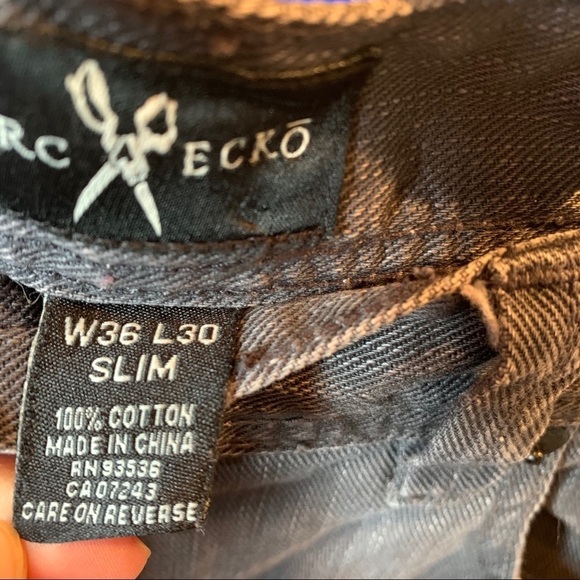 RC ECKŌ
W36 L30
SLIM
100% COTTON
MADE IN CHINA
RN93536
CA07243
CARE ON REVERSE